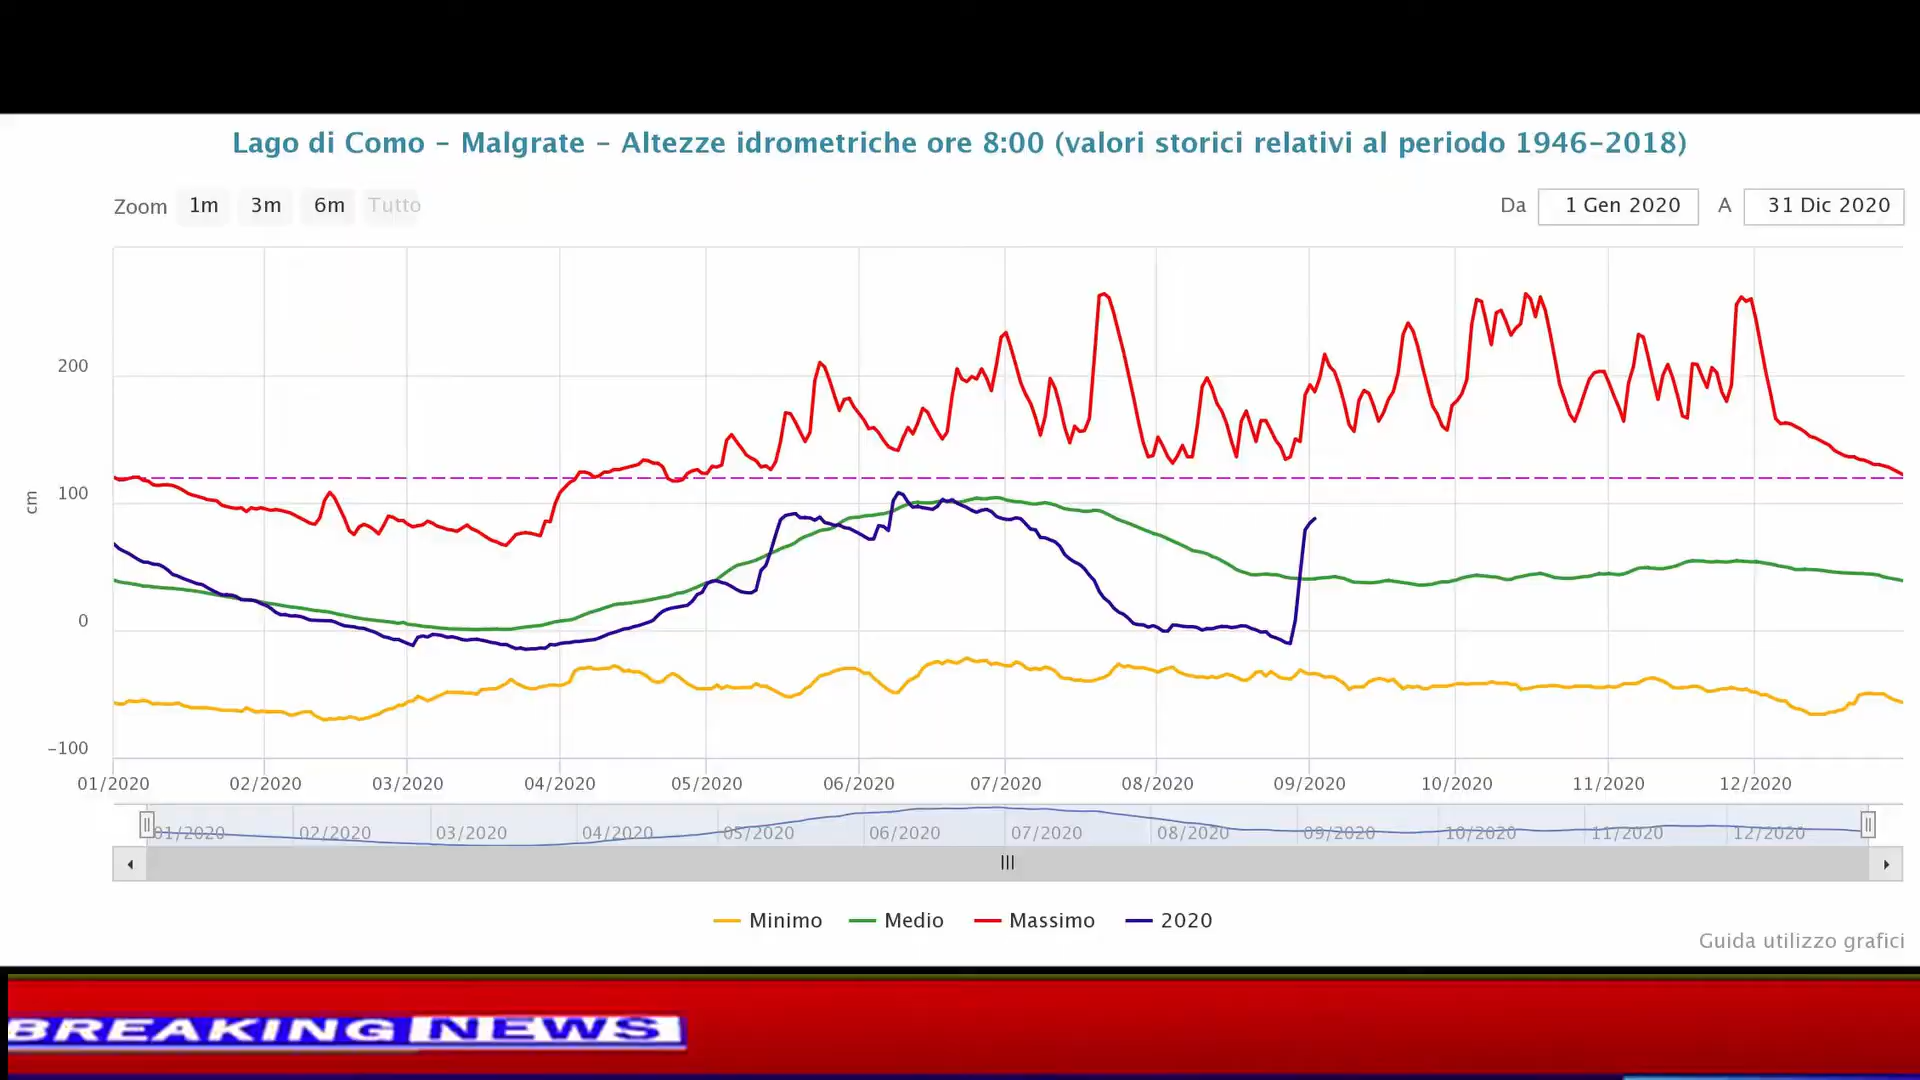 Lago di Como - Malgrate - Altezze idrometriche ore 8:00 (valori storici relativi al periodo 1946-2018)
Zoom 1m 3m 6m Tutto Da 1 Gen 2020 A 31 Dic 2020
200
100
cm
0
-100
01/2020 02/2020 03/2020 04/2020 05/2020 06/2020 07/2020 08/2020 09/2020 10/2020 11/2020 12/2020
01/2020 02/2020 03/2020 04/2020 05/2020 06/2020 07/2020 08/2020 09/2020 10/2020 11/2020 12/2020
Minimo Medio Massimo 2020
Guida utilizzo grafici
BREAKING NEWS